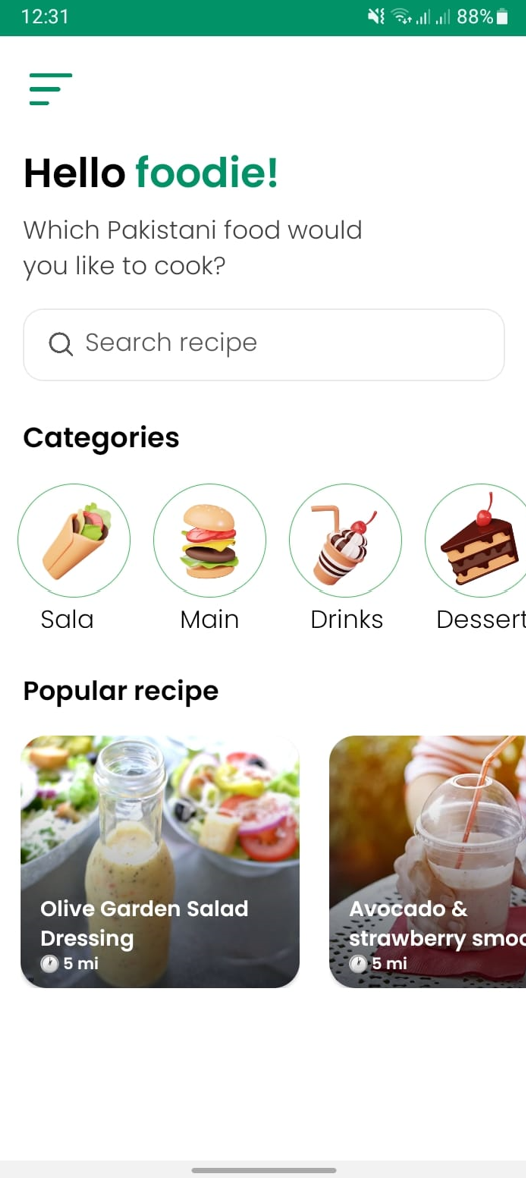 12:31 88%
Hello foodie!
Which Pakistani food would
you like to cook?
Search recipe
Categories
Sala Main Drinks Dessert
Popular recipe
Olive Garden Salad
Dressing
5 mi
Avocado &
strawberry smoo
5 mi